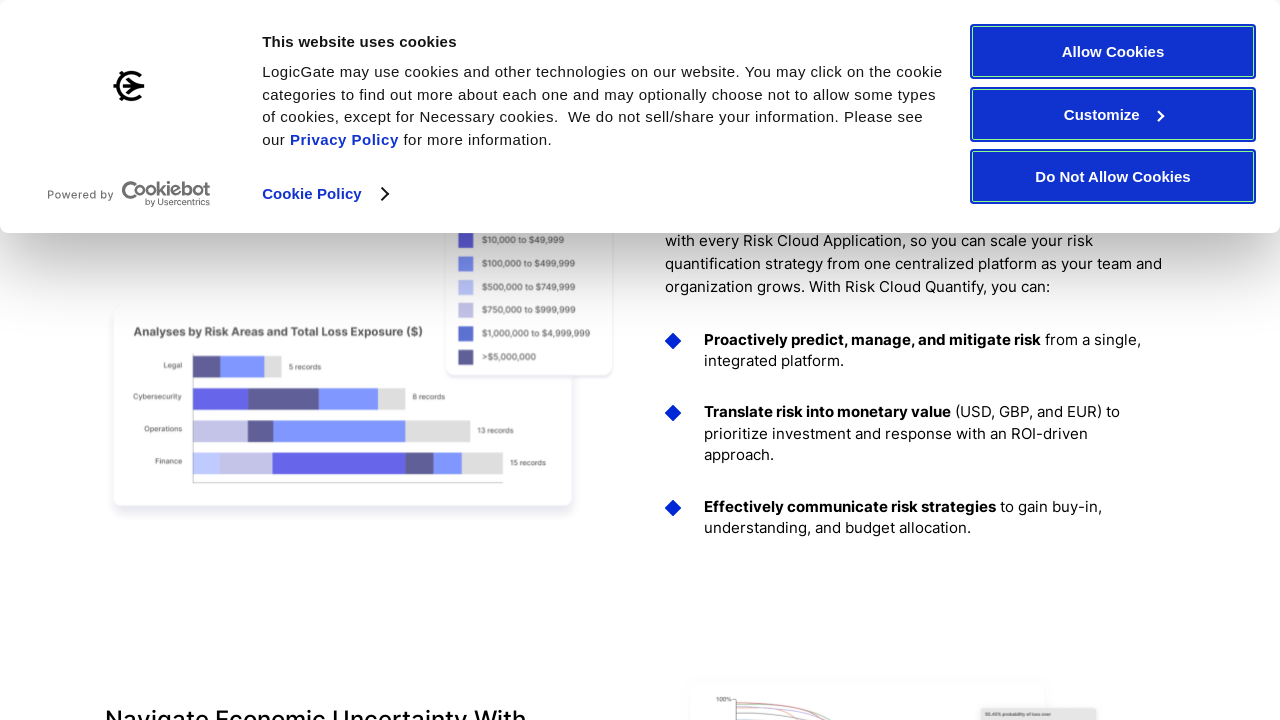 This website uses cookies
LogicGate may use cookies and other technologies on our website. You may click on the cookie
categories to find out more about each one and may optionally choose not to allow some types
of cookies, except for Necessary cookies.  We do not sell/share your information. Please see
our Privacy Policy for more information.
Cookie Policy
Powered by Cookiebot
by Usercentrics
Allow Cookies
Customize
Do Not Allow Cookies
$10,000 to $49,999
$100,000 to $499,999
$500,000 to $749,999
$750,000 to $999,999
$1,000,000 to $4,999,999
>$5,000,000
Analyses by Risk Areas and Total Loss Exposure ($)
Legal
5 records
Cybersecurity
8 records
Operations
13 records
Finance
15 records
with every Risk Cloud Application, so you can scale your risk
quantification strategy from one centralized platform as your team and
organization grows. With Risk Cloud Quantify, you can:
Proactively predict, manage, and mitigate risk from a single,
integrated platform.
Translate risk into monetary value (USD, GBP, and EUR) to
prioritize investment and response with an ROI-driven
approach.
Effectively communicate risk strategies to gain buy-in,
understanding, and budget allocation.
Navigate Economic Uncertainty With
100%
probability of loss over